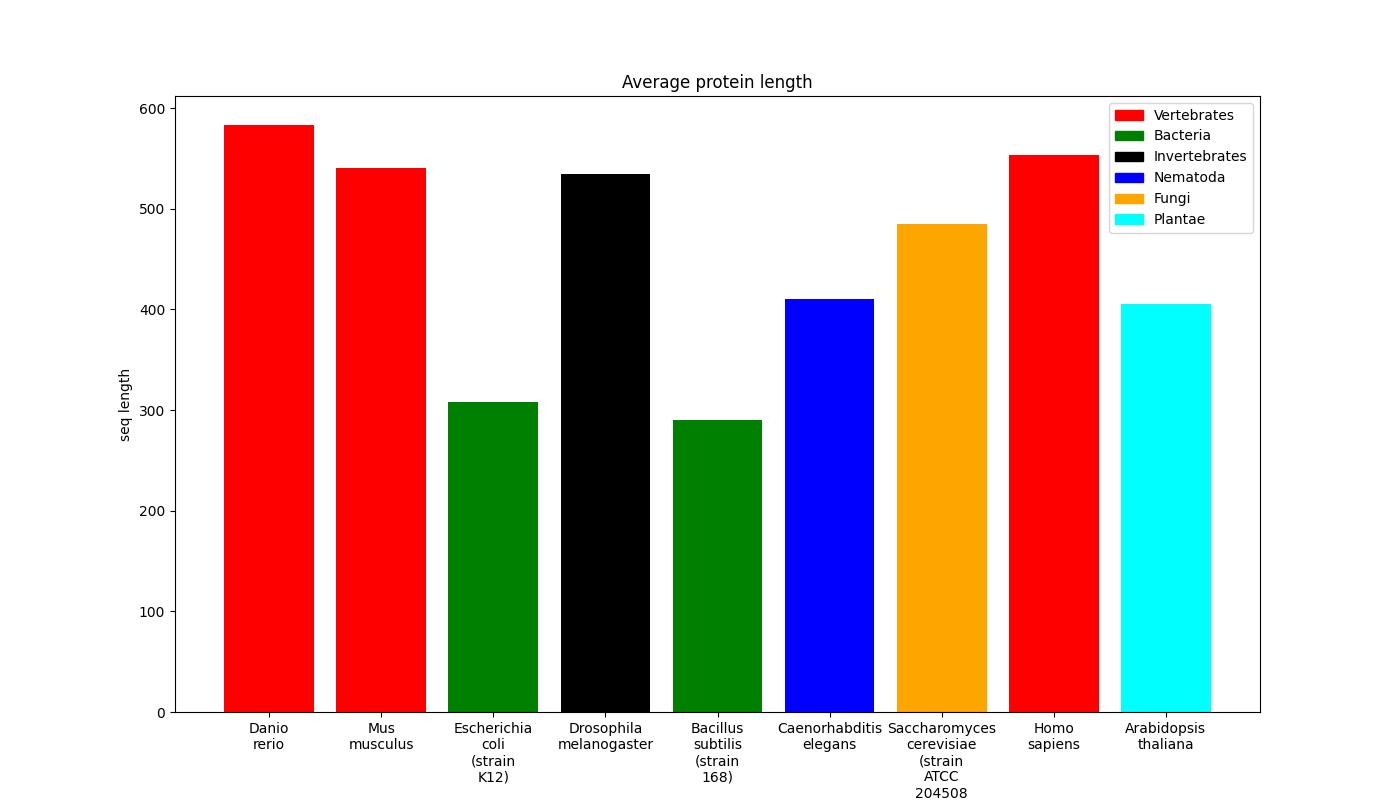 Average protein length
600
500
400
300
200
100
0
seq length
Vertebrates
Bacteria
Invertebrates
Nematoda
Fungi
Plantae
Danio
rerio
Mus
musculus
Escherichia
coli
(strain
K12)
Drosophila
melanogaster
Bacillus
subtilis
(strain
168)
Caenorhabditis
elegans
Saccharomyces
cerevisiae
(strain
ATCC
204508
Homo
sapiens
Arabidopsis
thaliana